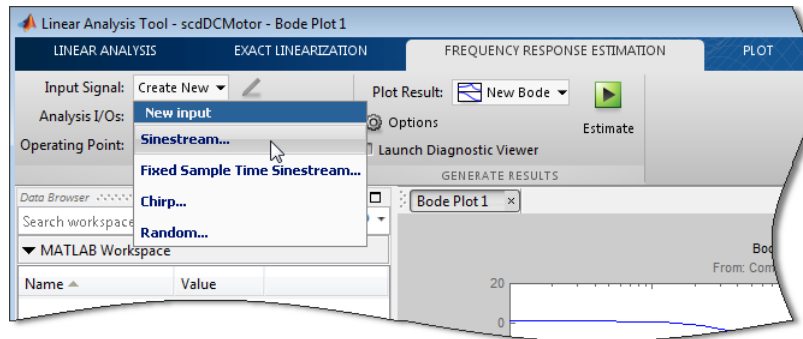 Linear Analysis Tool - scdDCMotor - Bode Plot 1
LINEAR ANALYSIS EXACT LINEARIZATION FREQUENCY RESPONSE ESTIMATION PLOT
Input Signal: Create New Plot Result: New Bode
Analysis I/Os: New input Options Estimate
Operating Point: Sinestream... Launch Diagnostic Viewer
Fixed Sample Time Sinestream... GENERATE RESULTS
Data Browser Chirp... Bode Plot 1 ×
Search workspace Random...
MATLAB Workspace
Name Value
20
0